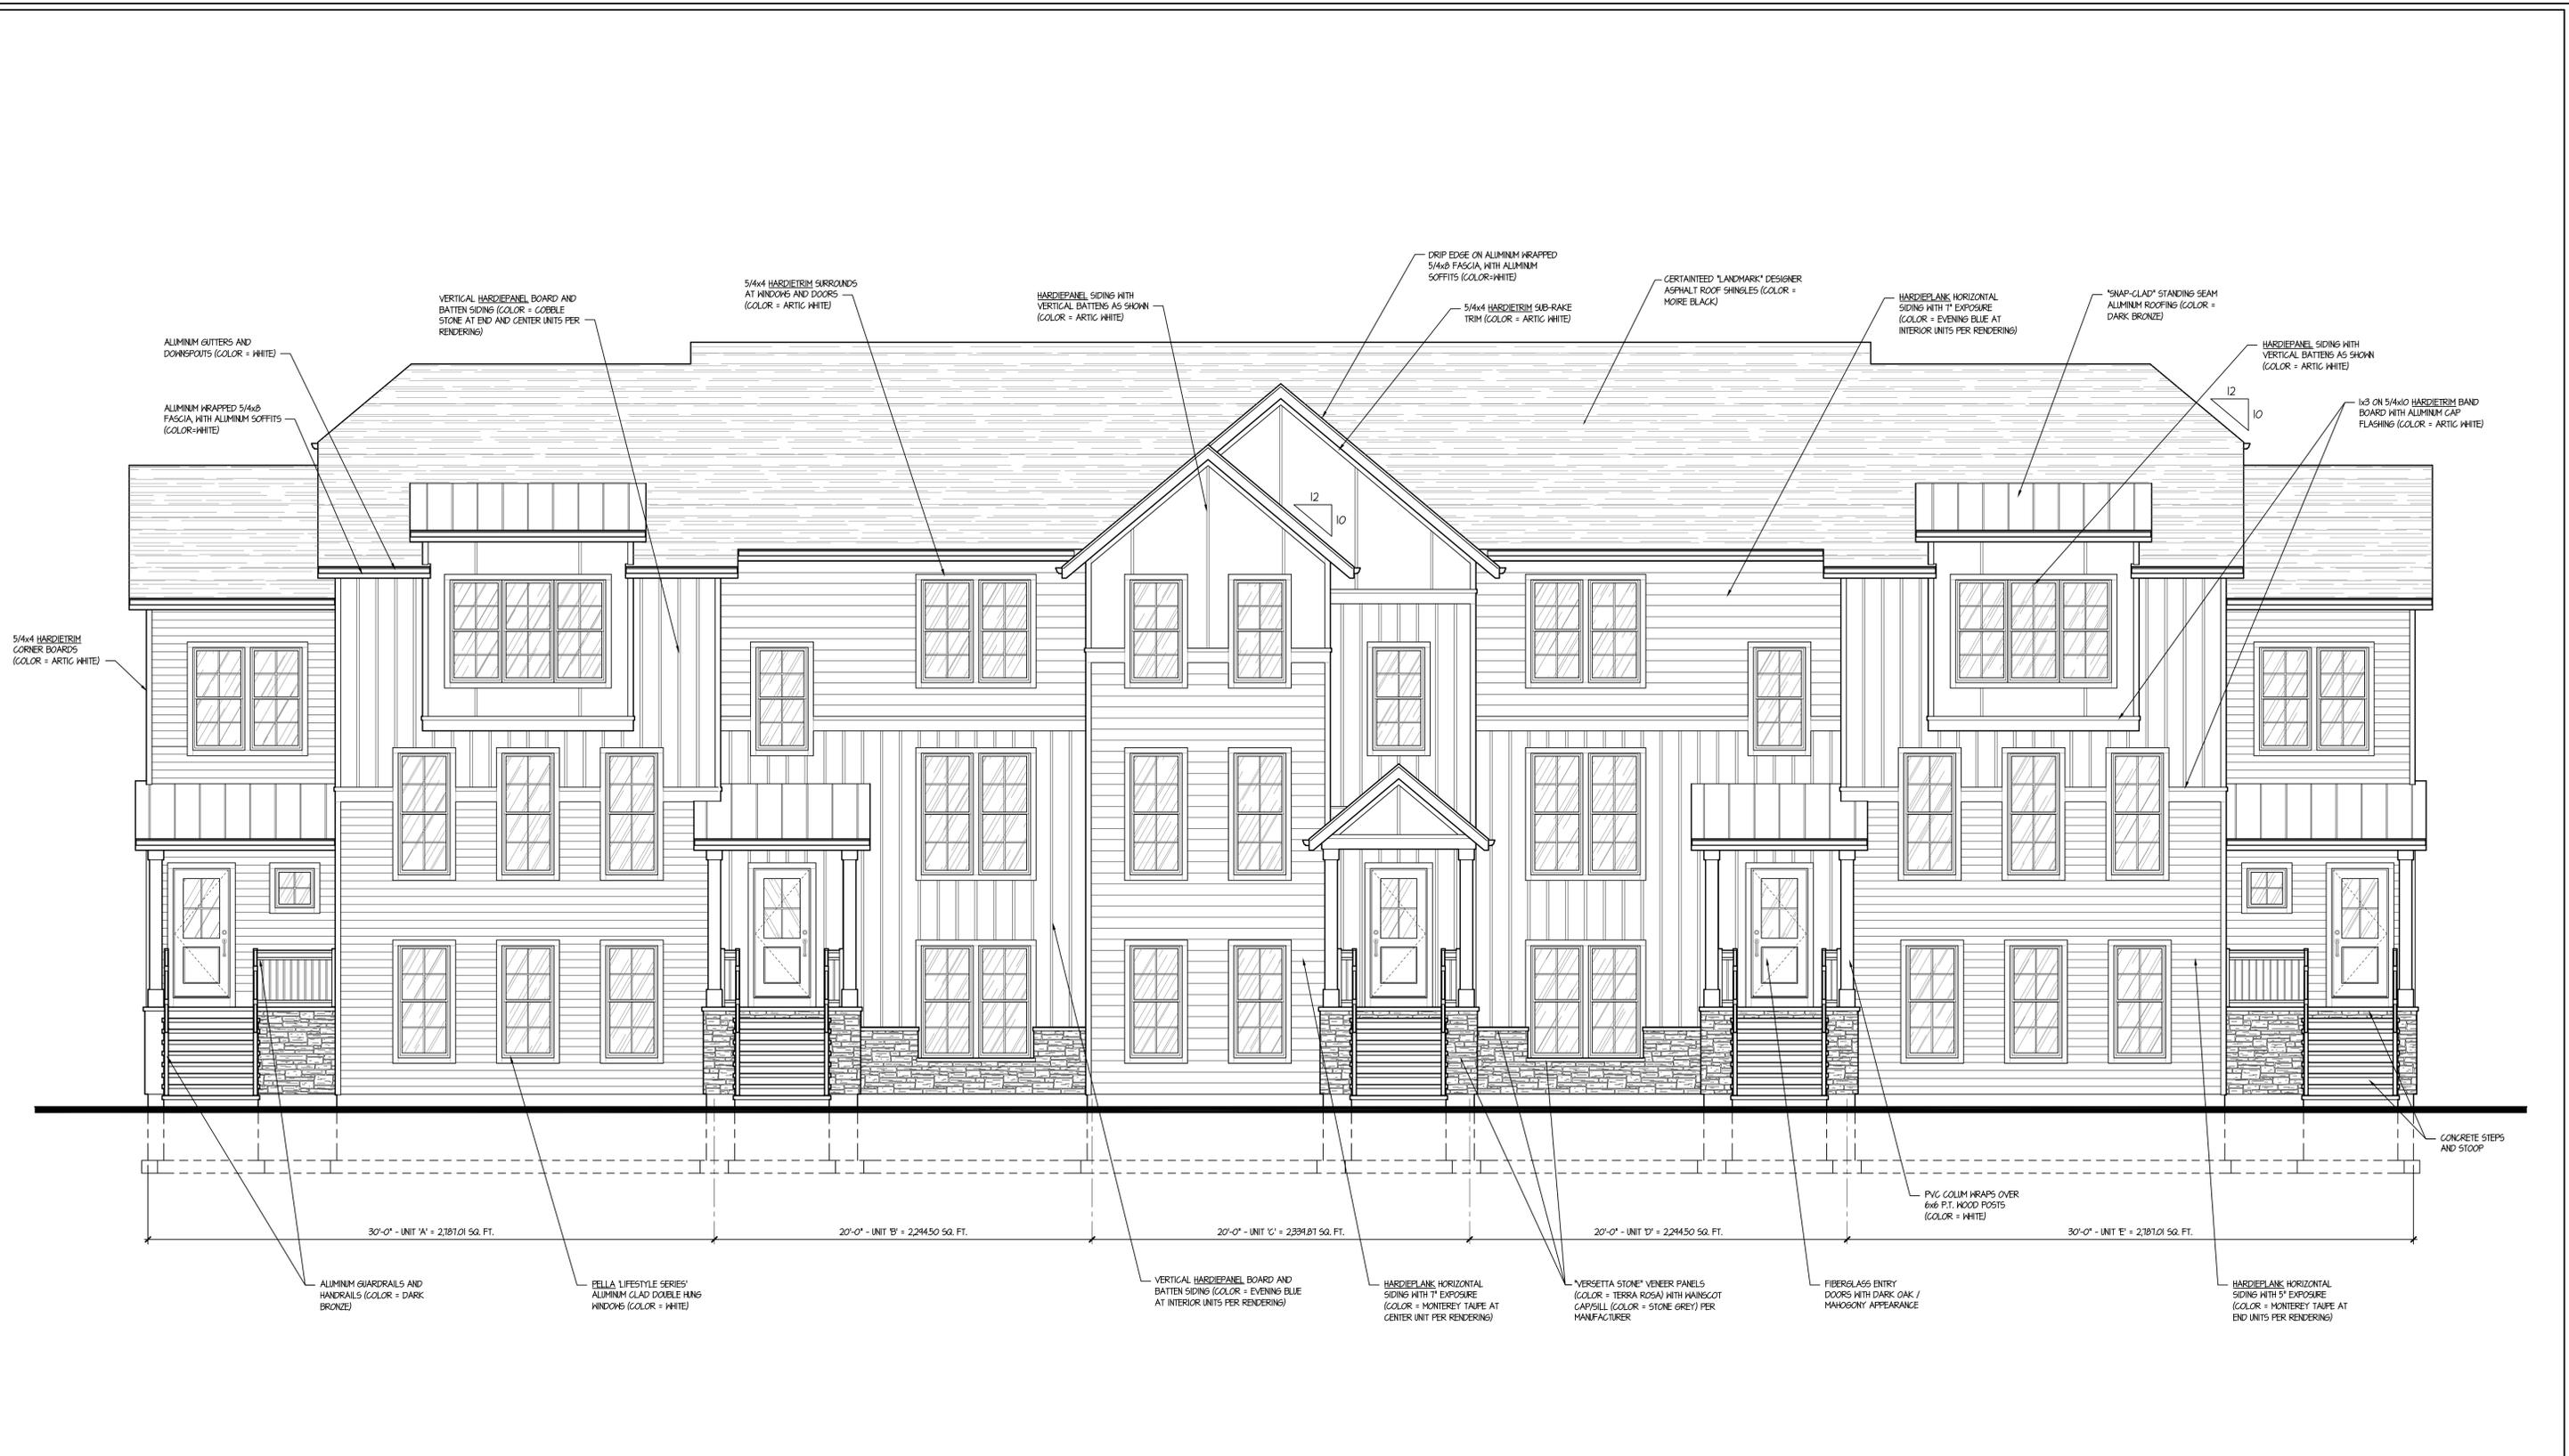 DRIP EDGE ON ALUMINUM WRAPPED
5/4x8 FASCIA, WITH ALUMINUM
SOFFITS (COLOR=WHITE)
CERTAINTEED "LANDMARK" DESIGNER
ASPHALT ROOF SHINGLES (COLOR =
MOIRE BLACK)
5/4x4 HARDIETRIM SURROUNDS
AT WINDOWS AND DOORS
(COLOR = ARTIC WHITE)
VERTICAL HARDIEPANEL BOARD AND
BATTEN SIDING (COLOR = COBBLE
STONE AT END AND CENTER UNITS PER
RENDERING)
HARDIEPANEL SIDING WITH
VERTICAL BATTENS AS SHOWN
(COLOR = ARTIC WHITE)
5/4x4 HARDIETRIM SUB-RAKE
TRIM (COLOR = ARTIC WHITE)
HARDIEPLANK HORIZONTAL
SIDING WITH 7" EXPOSURE
(COLOR = EVENING BLUE AT
INTERIOR UNITS PER RENDERING)
"SNAP-CLAD" STANDING SEAM
ALUMINUM ROOFING (COLOR =
DARK BRONZE)
ALUMINUM GUTTERS AND
DOWNSPOUTS (COLOR = WHITE)
HARDIEPANEL SIDING WITH
VERTICAL BATTENS AS SHOWN
(COLOR = ARTIC WHITE)
ALUMINUM WRAPPED 5/4x8
FASCIA, WITH ALUMINUM SOFFITS
(COLOR=WHITE)
12
10
1x3 ON 5/4x10 HARDIETRIM BAND
BOARD WITH ALUMINUM CAP
FLASHING (COLOR = ARTIC WHITE)
12
10
5/4x4 HARDIETRIM
CORNER BOARDS
(COLOR = ARTIC WHITE)
CONCRETE STEPS
AND STOOP
PVC COLUM WRAPS OVER
6x6 P.T. WOOD POSTS
(COLOR = WHITE)
30'-0" - UNIT 'A' = 2,787.01 SQ. FT.
20'-0" - UNIT 'B' = 2,244.50 SQ. FT.
20'-0" - UNIT 'C' = 2,339.87 SQ. FT.
20'-0" - UNIT 'D' = 2,244.50 SQ. FT.
30'-0" - UNIT 'E' = 2,787.01 SQ. FT.
ALUMINUM GUARDRAILS AND
HANDRAILS (COLOR = DARK
BRONZE)
PELLA 'LIFESTYLE SERIES'
ALUMINUM CLAD DOUBLE HUNG
WINDOWS (COLOR = WHITE)
VERTICAL HARDIEPANEL BOARD AND
BATTEN SIDING (COLOR = EVENING BLUE
AT INTERIOR UNITS PER RENDERING)
HARDIEPLANK HORIZONTAL
SIDING WITH 7" EXPOSURE
(COLOR = MONTEREY TAUPE AT
CENTER UNIT PER RENDERING)
"VERSETTA STONE" VENEER PANELS
(COLOR = TERRA ROSA) WITH WAINSCOT
CAP/SILL (COLOR = STONE GREY) PER
MANUFACTURER
FIBERGLASS ENTRY
DOORS WITH DARK OAK /
MAHOGONY APPEARANCE
HARDIEPLANK HORIZONTAL
SIDING WITH 5" EXPOSURE
(COLOR = MONTEREY TAUPE AT
END UNITS PER RENDERING)